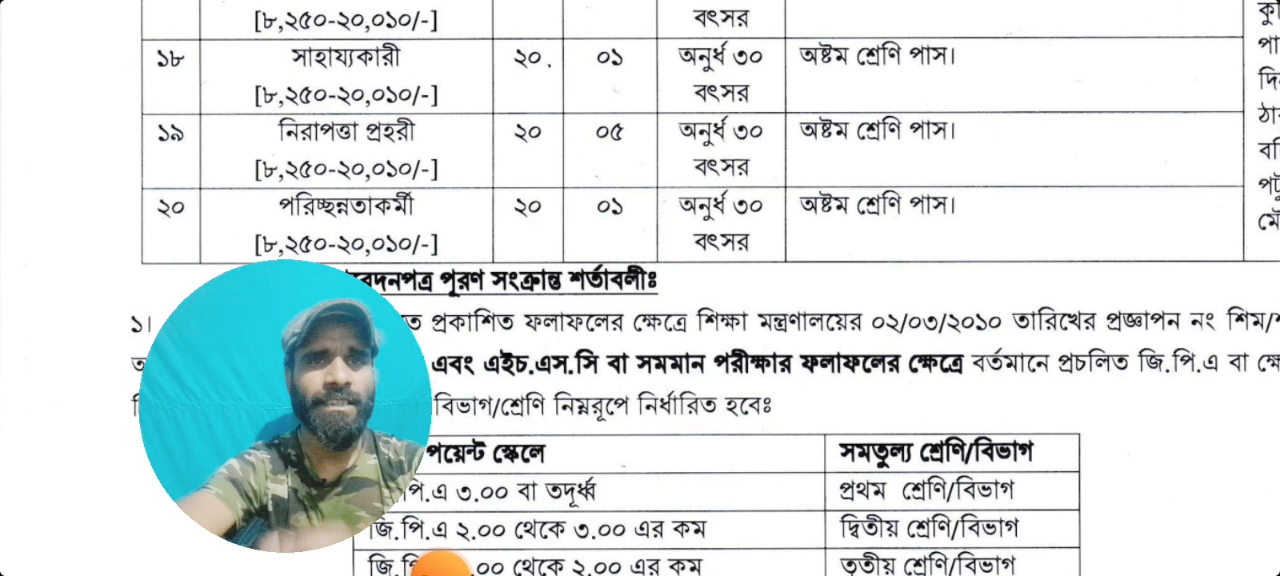 [৮,২৫০-২০,০১০/-] বৎসর
১৮ সাহায্যকারী ২০. ০১ অনুর্ধ ৩০ অষ্টম শ্রেণি পাস।
[৮,২৫০-২০,০১০/-] বৎসর
১৯ নিরাপত্তা প্রহরী ২০ ০৫ অনুর্ধ ৩০ অষ্টম শ্রেণি পাস।
[৮,২৫০-২০,০১০/-] বৎসর
২০ পরিচ্ছন্নতাকর্মী ২০ ০১ অনুর্ধ ৩০ অষ্টম শ্রেণি পাস।
[৮,২৫০-২০,০১০/-] বৎসর
পূরণ সংক্রান্ত শর্তাবলীঃ
১। প্রকাশিত ফলাফলের ক্ষেত্রে শিক্ষা মন্ত্রণালয়ের ০২/০৩/২০১০ তারিখের প্রজ্ঞাপন নং শিম/
এবং এইচ.এস.সি বা সমমান পরীক্ষার ফলাফলের ক্ষেত্রে বর্তমানে প্রচলিত জি.পি.এ বা
বিভাগ/শ্রেণি নিম্নরূপে নির্ধারিত হবেঃ
পয়েন্ট স্কেলে সমতুল্য শ্রেণি/বিভাগ
পি.এ ৩.০০ বা তদূর্ধ্ব প্রথম শ্রেণি/বিভাগ
জি.পি.এ ২.০০ থেকে ৩.০০ এর কম দ্বিতীয় শ্রেণি/বিভাগ
.০০ থেকে ২.০০ এর কম তৃতীয় শ্রেণি/বিভাগ